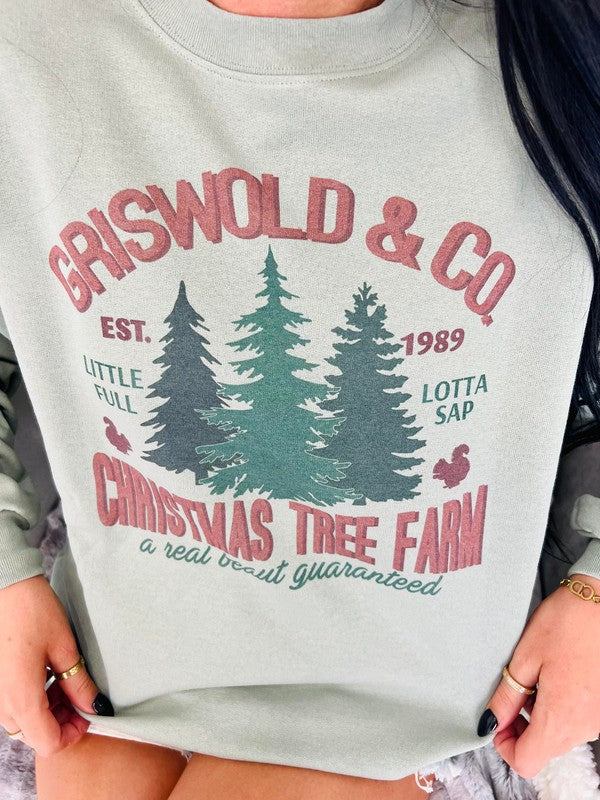 GRISWOLD & CO.
EST. 1989
LITTLE FULL
LOTTA SAP
CHRISTMAS TREE FARM
a real beaut guaranteed